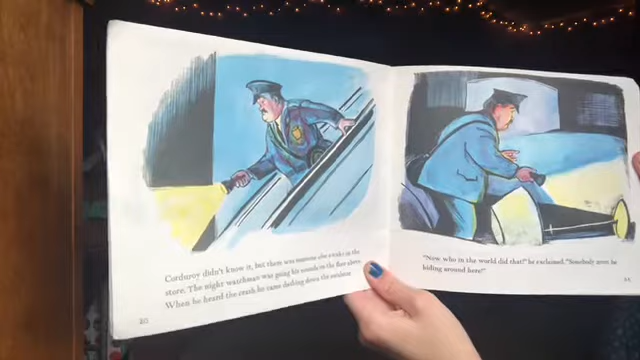 Corduroy didn't know it, but there was someone else awake in the
store. The night watchman was going his rounds on the floor above.
When he heard the crash he came dashing down the escalator.
20
"Now who in the world did that!" he exclaimed. "Somebody must be
hiding around here!"